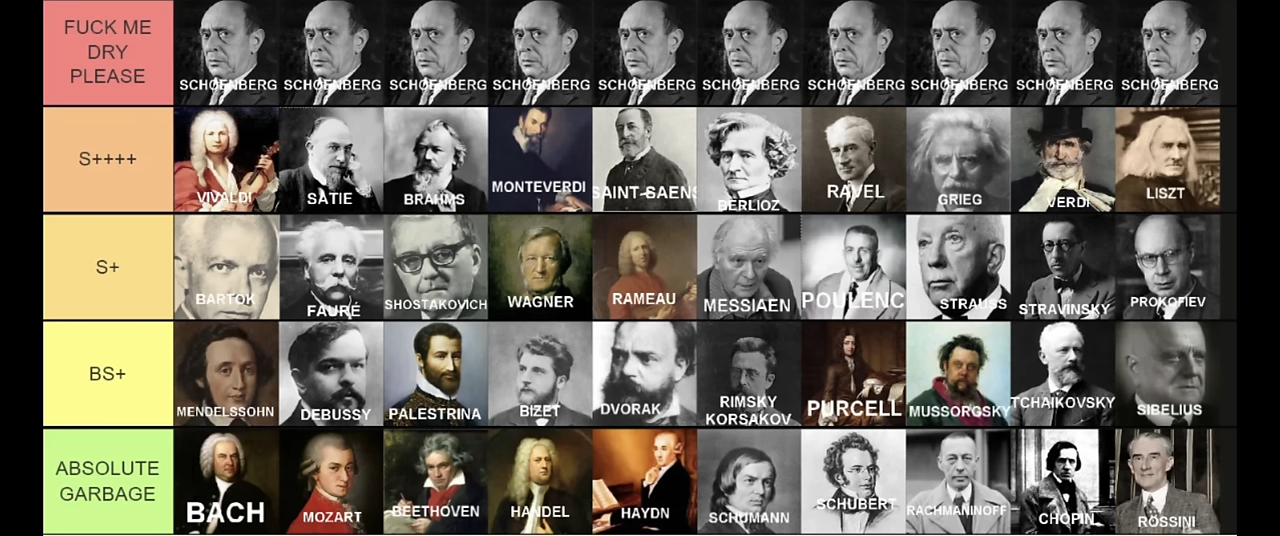 FUCK ME
DRY
PLEASE
SCHOENBERG SCHOENBERG SCHOENBERG SCHOENBERG SCHOENBERG SCHOENBERG SCHOENBERG SCHOENBERG SCHOENBERG SCHOENBERG
S++++
VIVALDI SATIE BRAHMS MONTEVERDI SAINT-SAENS BERLIOZ RAVEL GRIEG VERDI LISZT
S+
BARTOK FAURÉ SHOSTAKOVICH WAGNER RAMEAU MESSIAEN POULENC STRAUSS STRAVINSKY PROKOFIEV
BS+
MENDELSSOHN DEBUSSY PALESTRINA BIZET DVORAK RIMSKY KORSAKOV PURCELL MUSSORGSKY TCHAIKOVSKY SIBELIUS
ABSOLUTE
GARBAGE
BACH MOZART BEETHOVEN HANDEL HAYDN SCHUMANN SCHUBERT RACHMANINOFF CHOPIN ROSSINI